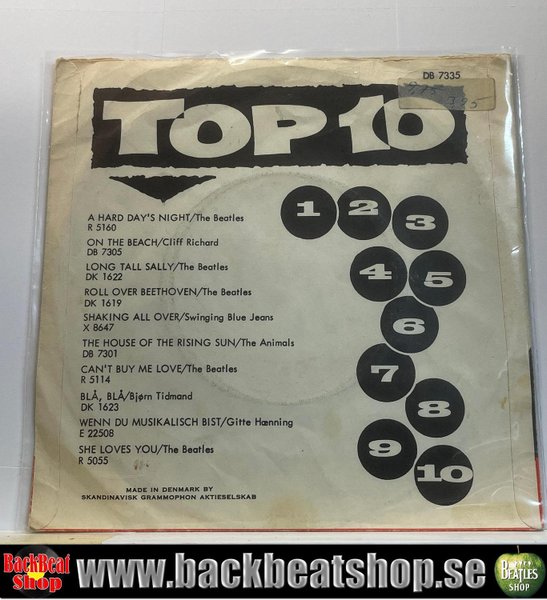 DB 7335
TOP 10
A HARD DAY'S NIGHT/The Beatles
R 5160
ON THE BEACH/Cliff Richard
DB 7305
LONG TALL SALLY/The Beatles
DK 1622
ROLL OVER BEETHOVEN/The Beatles
DK 1619
SHAKING ALL OVER/Swinging Blue Jeans
X 8647
THE HOUSE OF THE RISING SUN/The Animals
DB 7301
CAN'T BUY ME LOVE/The Beatles
R 5114
BLÅ, BLÅ/Bjørn Tidmand
DK 1623
WENN DU MUSIKALISCH BIST/Gitte Hænning
E 22508
SHE LOVES YOU/The Beatles
R 5055
1 2 3
4 5
6
7
8
9
10
MADE IN DENMARK BY
SKANDINAVISK GRAMMOPHON AKTIESELSKAB
BackBeat
Shop
www.backbeatshop.se
BEATLES
SHOP